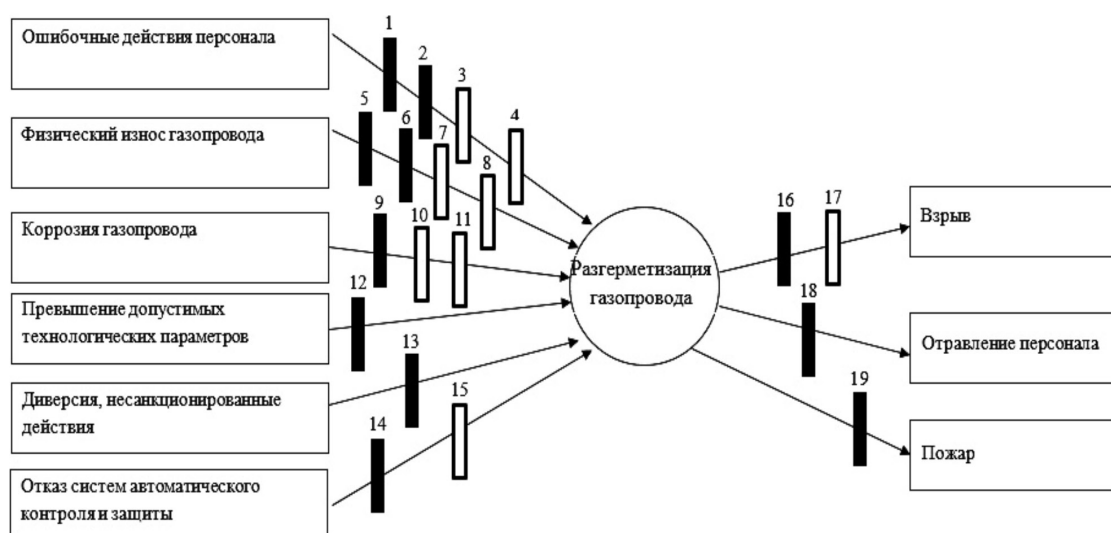 Ошибочные действия персонала
1
2
3
4
Физический износ газопровода
5
6
7
8
Коррозия газопровода
9
10
11
Превышение допустимых
технологических параметров
12
Диверсия, несанкционированные
действия
13
Отказ систем автоматического
контроля и защиты
14
15
Разгерметизация
газопровода
16
17
Взрыв
18
Отравление персонала
19
Пожар